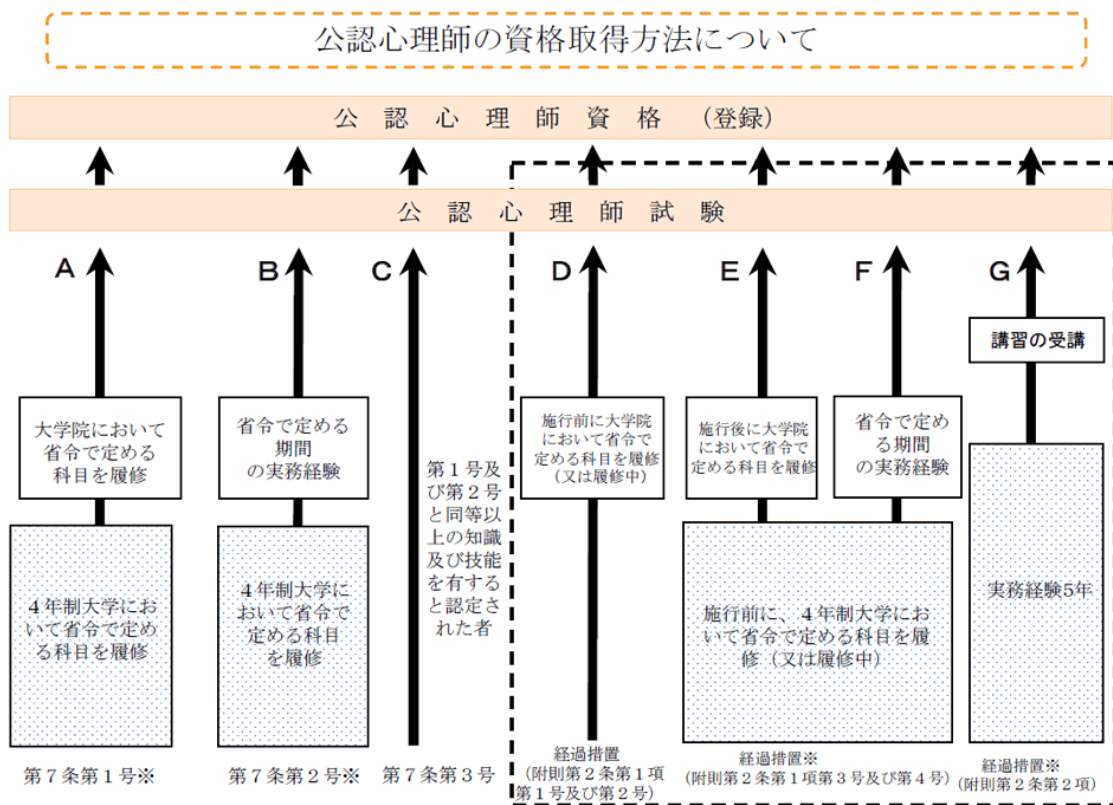 公認心理師の資格取得方法について
公認心理師資格（登録）
公認心理師試験
A
B
C
D
E
F
G
講習の受講
大学院において
省令で定める
科目を履修
省令で定める
期間
の実務経験
第１号及
び第２号
と同等以
上の知識
及び技能
を有する
と認定さ
れた者
施行前に大学院
において省令で
定める科目を履修
（又は履修中）
施行後に大学院
において省令で
定める科目を履修
省令で定め
る期間
の実務経験
４年制大学にお
いて省令で定め
る科目を履修
４年制大学に
おいて省令で
定める科目
を履修
施行前に、４年制大学にお
いて省令で定める科目を履
修（又は履修中）
実務経験5年
第７条第１号※
第７条第２号※
第７条第３号
経過措置
（附則第２条第１項
第１号及び第２号）
経過措置※
（附則第２条第１項第３号及び第４号）
経過措置※
（附則第２条第２項）